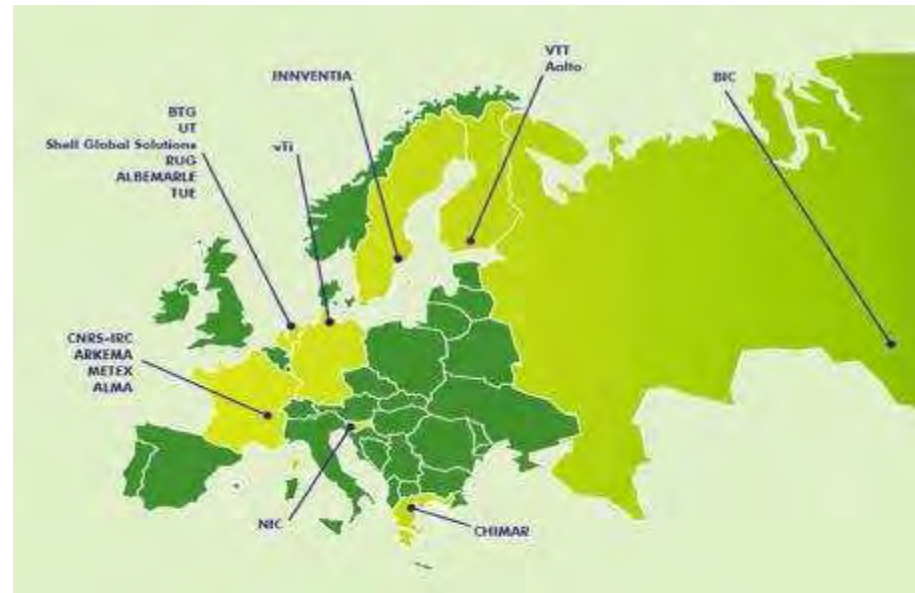 VTT
Aalto
INNVENTIA
BIC
BTG
UT
Shell Global Solutions
RUG
ALBEMARLE
TUE
vTi
CNRS-IRC
ARKEMA
METEX
ALMA
NIC
CHIMAR